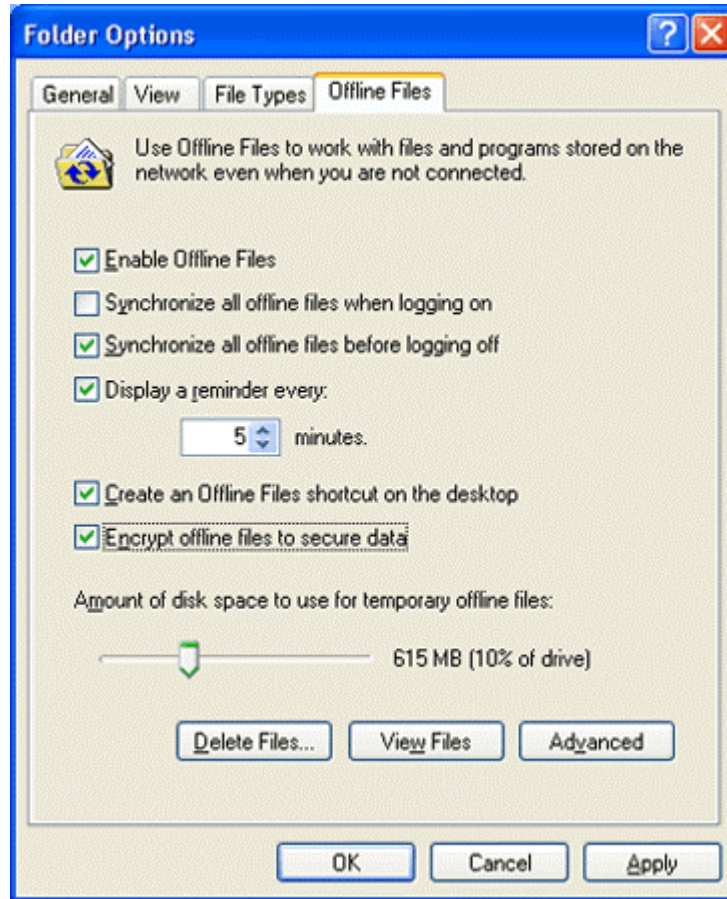 Folder Options
General View File Types Offline Files
Use Offline Files to work with files and programs stored on the
network even when you are not connected.
Enable Offline Files
Synchronize all offline files when logging on
Synchronize all offline files before logging off
Display a reminder every:
5 minutes.
Create an Offline Files shortcut on the desktop
Encrypt offline files to secure data
Amount of disk space to use for temporary offline files:
615 MB (10% of drive)
Delete Files... View Files Advanced
OK Cancel Apply